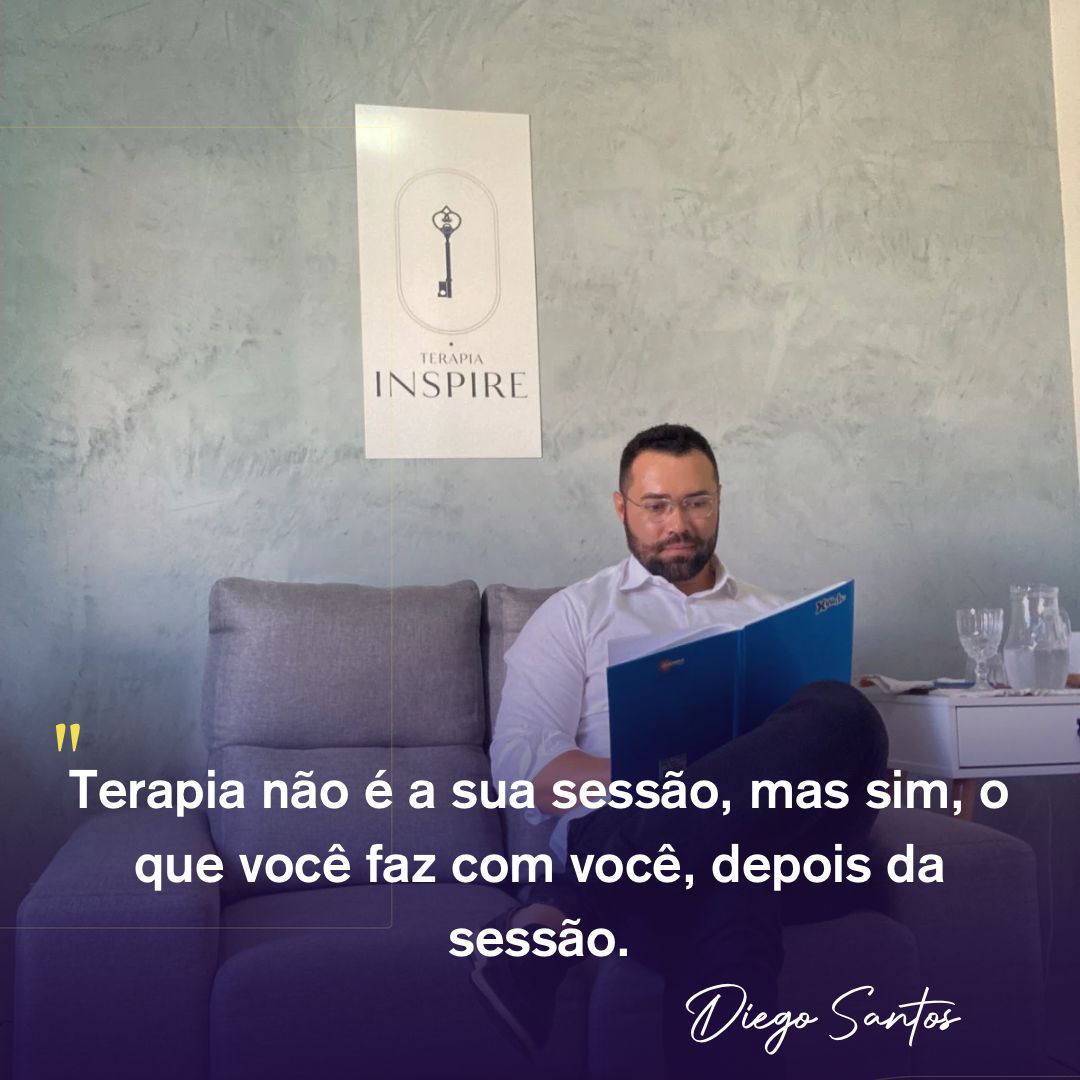 TERAPIA
INSPIRE
"
Terapia não é a sua sessão, mas sim, o
que você faz com você, depois da
sessão.
Diego Santos